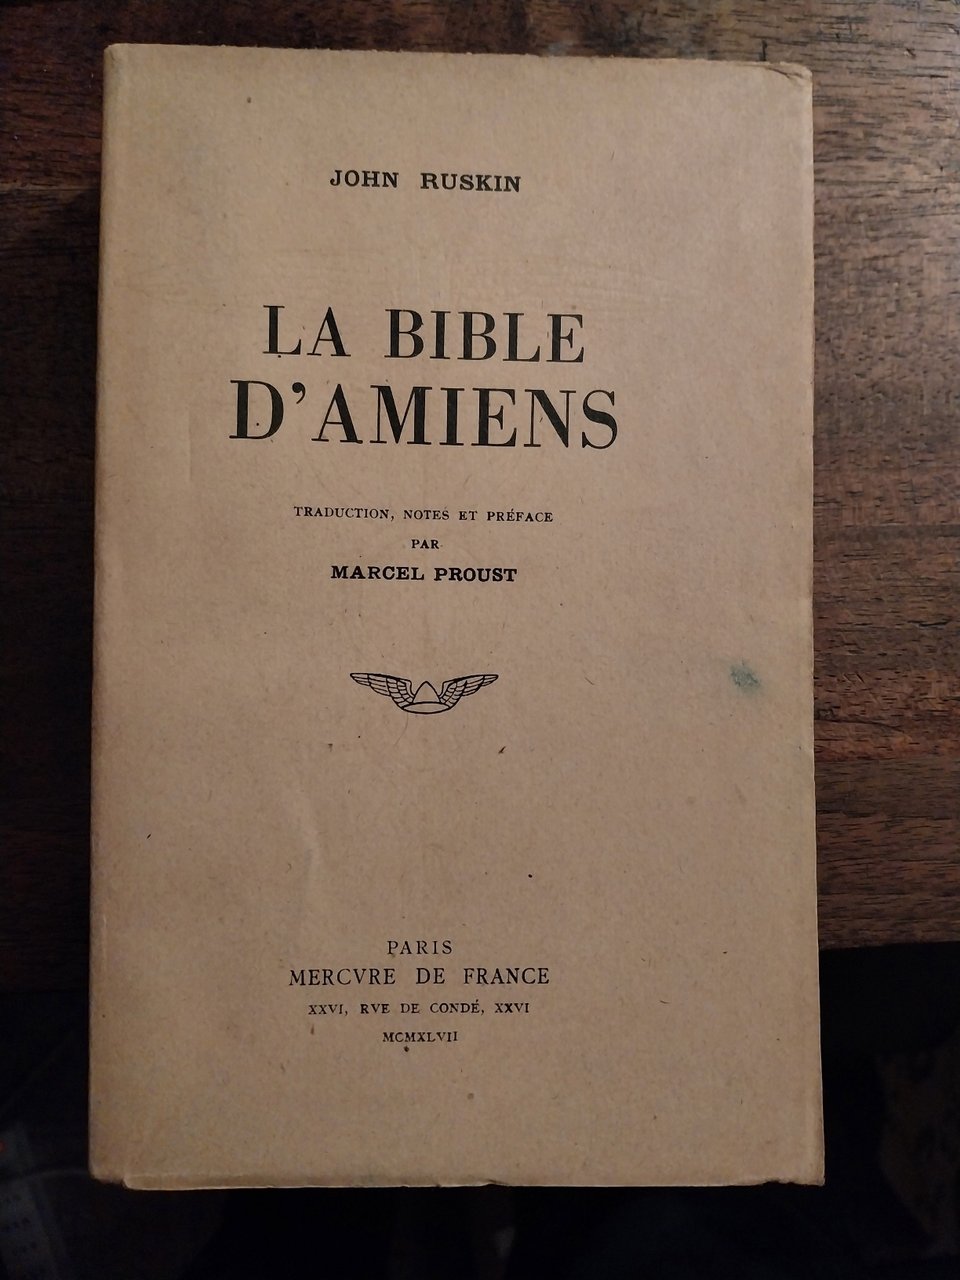 JOHN RUSKIN
LA BIBLE
D'AMIENS
TRADUCTION, NOTES ET PRÉFACE
PAR
MARCEL PROUST
PARIS
MERCVRE DE FRANCE
XXVI, RVE DE CONDÉ, XXVI
MCMXLVII